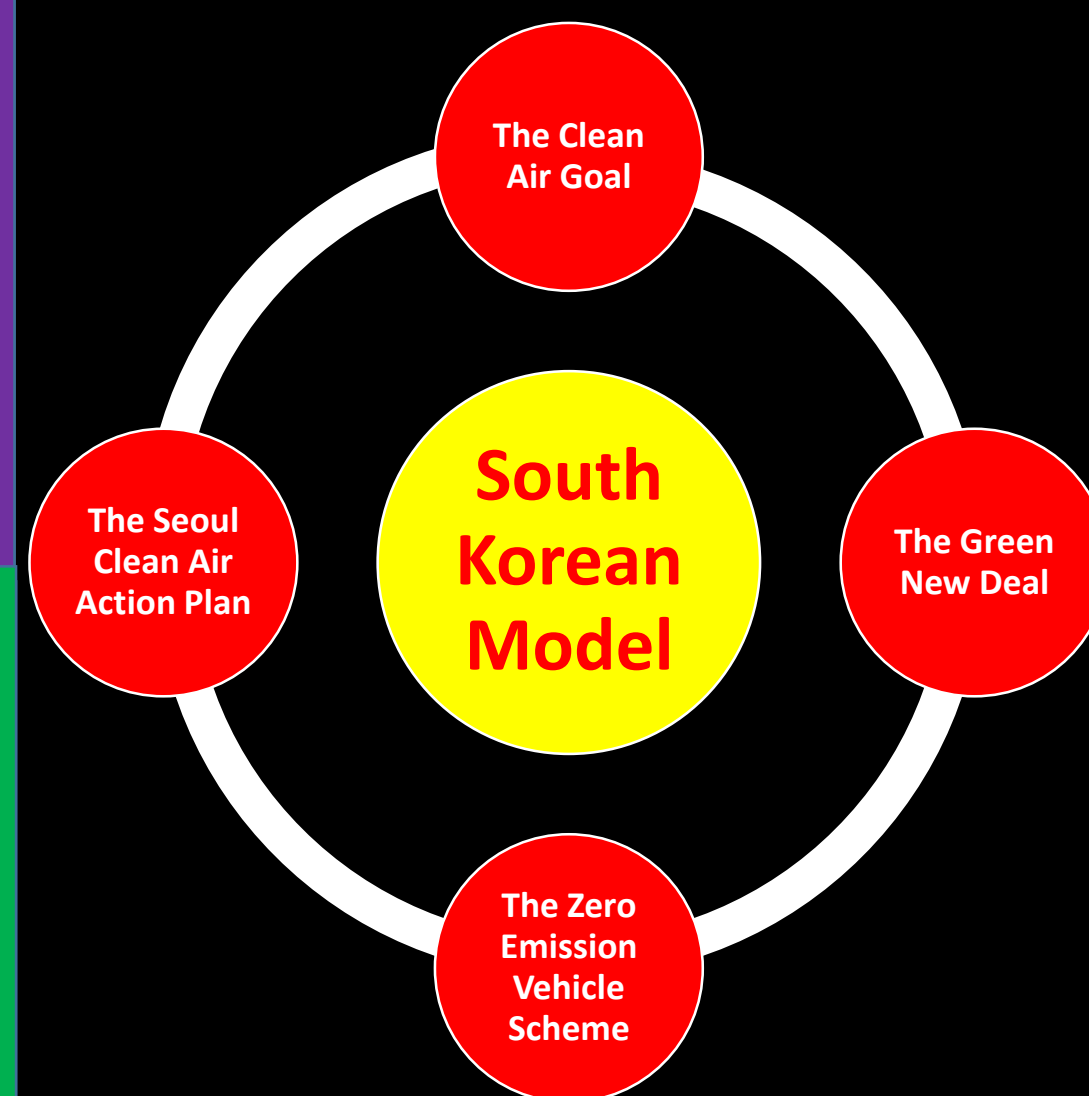 The Clean
Air Goal
The Seoul
Clean Air
Action Plan
South
Korean
Model
The Green
New Deal
The Zero
Emission
Vehicle
Scheme